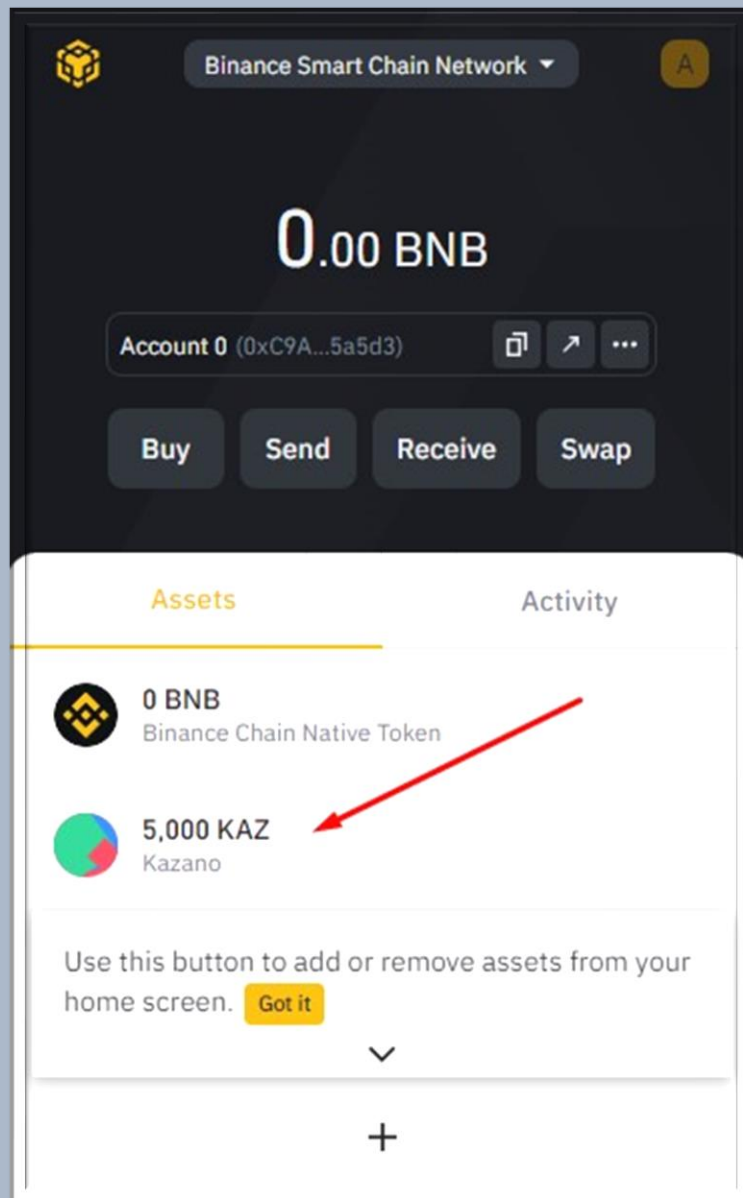 Binance Smart Chain Network
A
0.00 BNB
Account 0 (0xC9A...5a5d3)
Buy Send Receive Swap
Assets Activity
0 BNB
Binance Chain Native Token
5,000 KAZ
Kazano
Use this button to add or remove assets from your
home screen. Got it